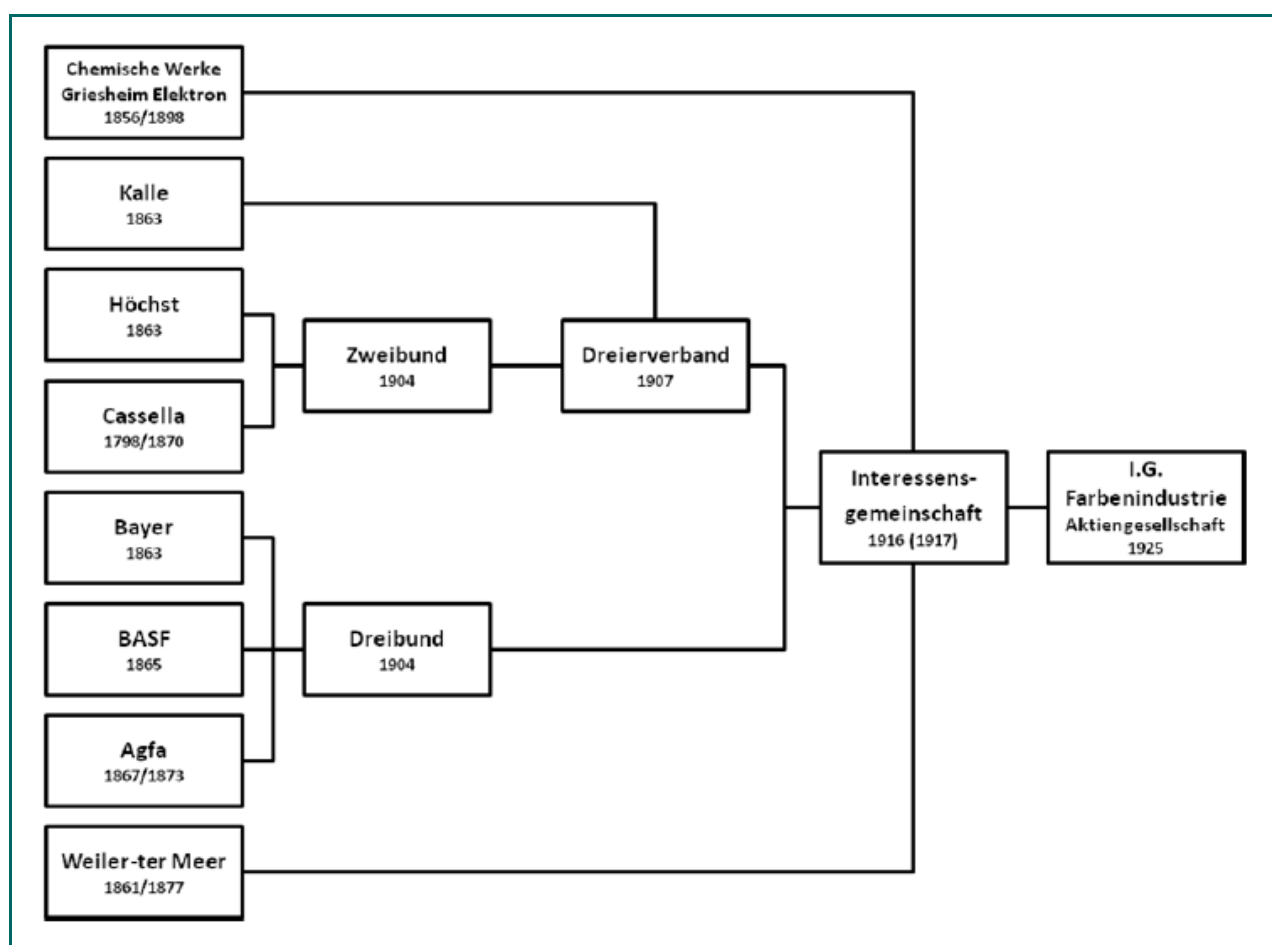 Chemische Werke
Griesheim Elektron
1856/1898
Kalle
1863
Höchst
1863
Cassella
1798/1870
Bayer
1863
BASF
1865
Agfa
1867/1873
Weiler-ter Meer
1861/1877
Zweibund
1904
Dreibund
1904
Dreierverband
1907
Interessens-
gemeinschaft
1916 (1917)
I.G.
Farbenindustrie
Aktiengesellschaft
1925